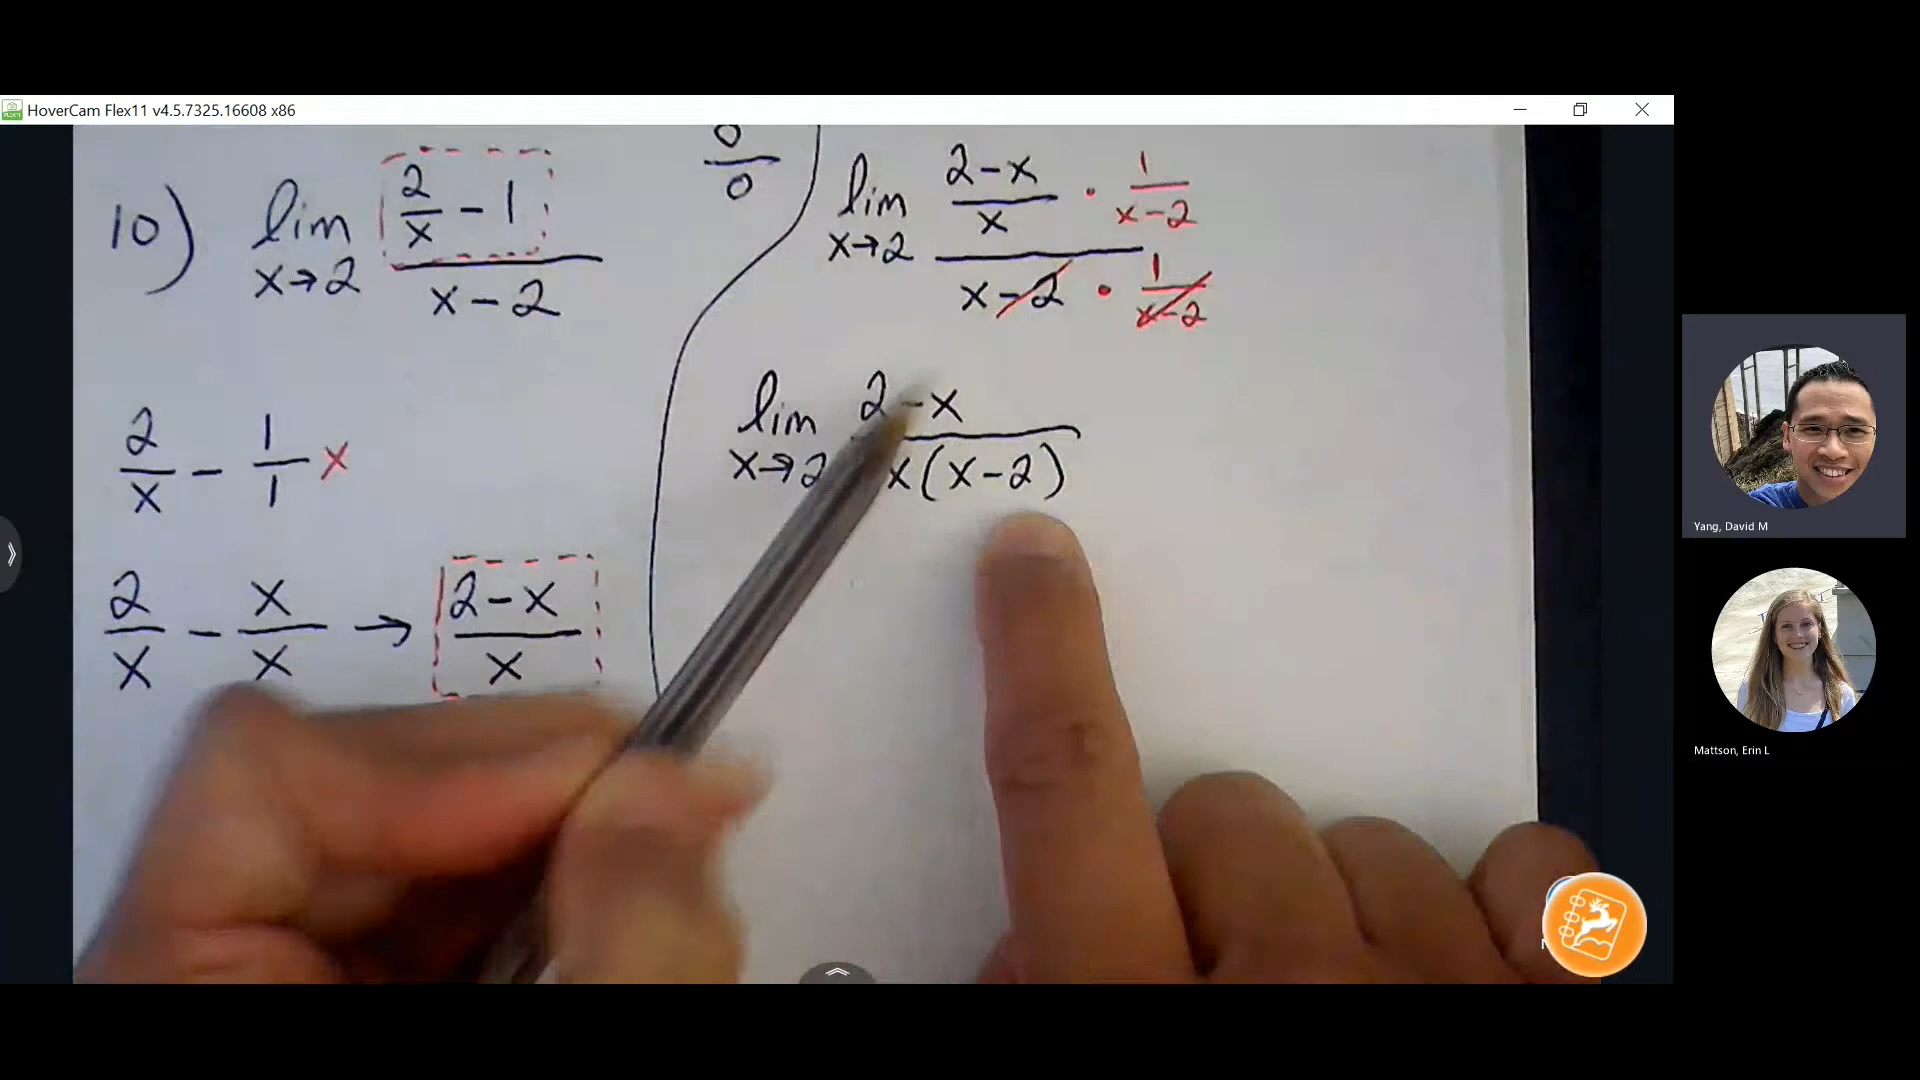 HoverCam Flex11 v4.5.7325.16608 x86
10) lim x→2 (2/x - 1)/(x-2)
0/0
2/x - 1/1 x
2/x - x/x → (2-x)/x
lim x→2 ((2-x)/x · 1/(x-2))/(x-2 · 1/(x-2))
lim x→2 (2-x)/(x(x-2))
Yang, David M
Mattson, Erin L